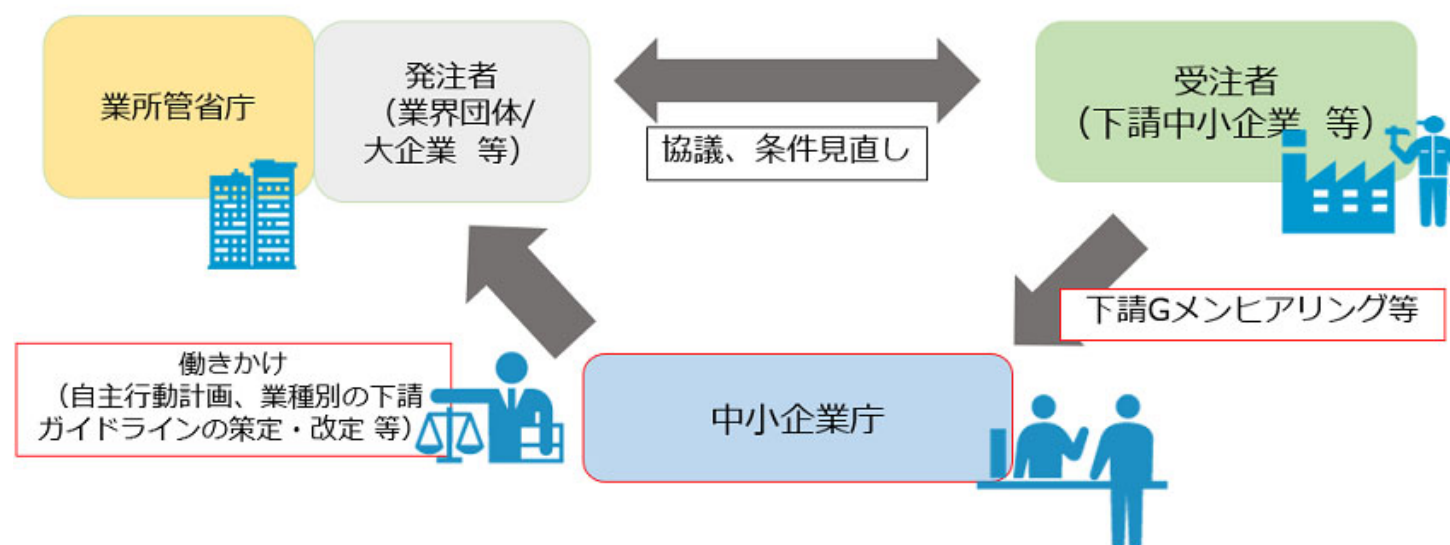 業所管省庁
発注者
（業界団体/
大企業 等）
協議、条件見直し
受注者
（下請中小企業 等）
下請Gメンヒアリング等
働きかけ
（自主行動計画、業種別の下請
ガイドラインの策定・改定 等）
中小企業庁